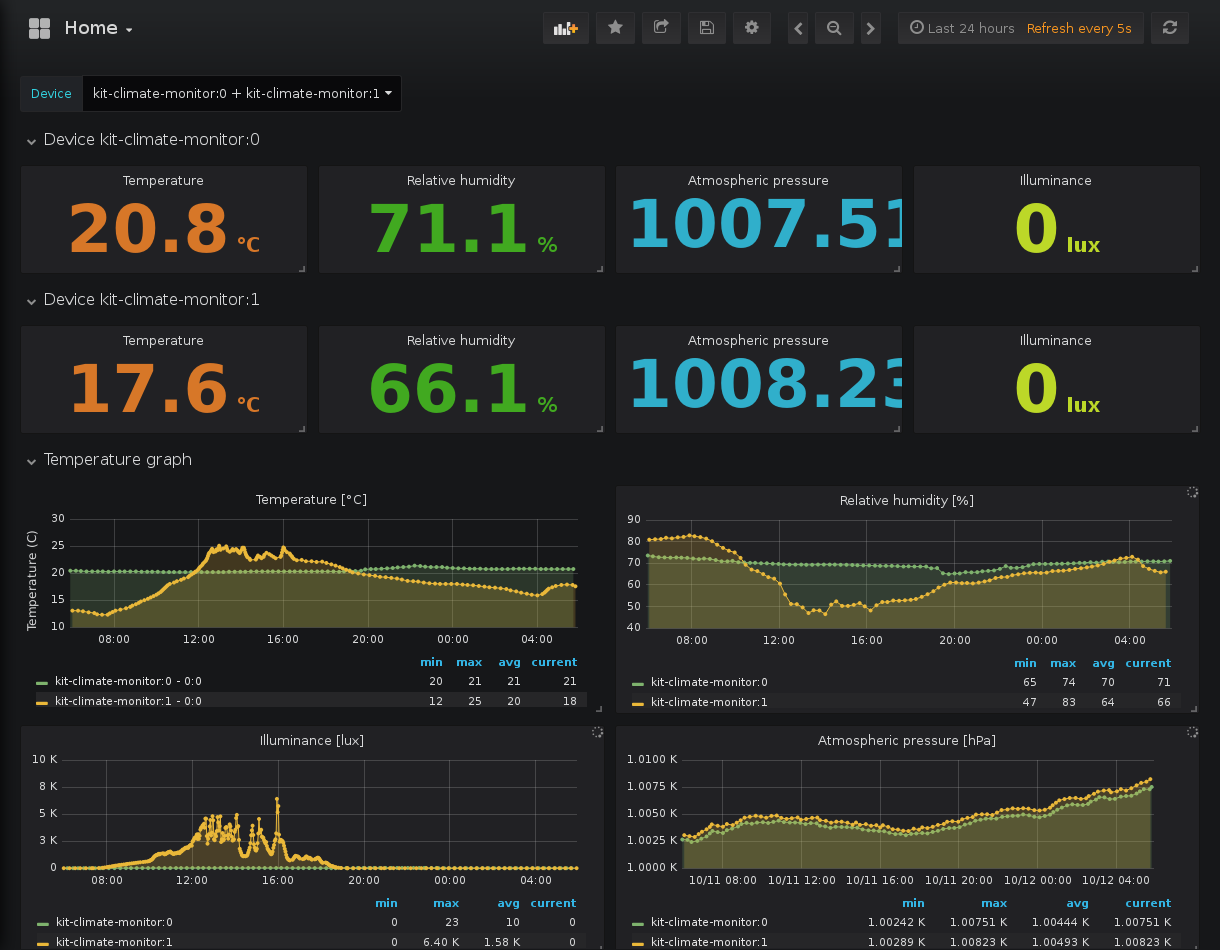 Home
Last 24 hours Refresh every 5s
Device kit-climate-monitor:0 + kit-climate-monitor:1
Device kit-climate-monitor:0
Temperature Relative humidity Atmospheric pressure Illuminance
20.8 °C 71.1 % 1007.51 0 lux
Device kit-climate-monitor:1
Temperature Relative humidity Atmospheric pressure Illuminance
17.6 °C 66.1 % 1008.23 0 lux
Temperature graph
Temperature [°C]
Temperature (C)
30
25
20
15
10
08:00 12:00 16:00 20:00 00:00 04:00
min max avg current
kit-climate-monitor:0 - 0:0 20 21 21 21
kit-climate-monitor:1 - 0:0 12 25 20 18
Relative humidity [%]
90
80
70
60
50
40
08:00 12:00 16:00 20:00 00:00 04:00
min max avg current
kit-climate-monitor:0 65 74 70 71
kit-climate-monitor:1 47 83 64 66
Illuminance [lux]
10 K
8 K
5 K
3 K
0
08:00 12:00 16:00 20:00 00:00 04:00
min max avg current
kit-climate-monitor:0 0 23 10 0
kit-climate-monitor:1 0 6.40 K 1.58 K 0
Atmospheric pressure [hPa]
1.0100 K
1.0075 K
1.0050 K
1.0025 K
1.0000 K
10/11 08:00 10/11 12:00 10/11 16:00 10/11 20:00 10/12 00:00 10/12 04:00
min max avg current
kit-climate-monitor:0 1.00242 K 1.00751 K 1.00444 K 1.00751 K
kit-climate-monitor:1 1.00289 K 1.00823 K 1.00493 K 1.00823 K